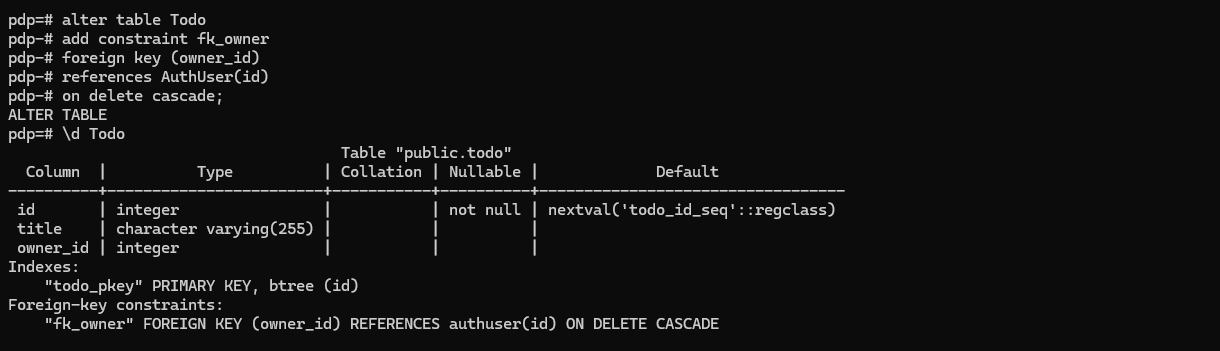 pdp=# alter table Todo
pdp-# add constraint fk_owner
pdp-# foreign key (owner_id)
pdp-# references AuthUser(id)
pdp-# on delete cascade;
ALTER TABLE
pdp=# \d Todo
                                    Table "public.todo"
  Column  |          Type          | Collation | Nullable |             Default
----------+------------------------+-----------+----------+----------------------------------
 id       | integer                |           | not null | nextval('todo_id_seq'::regclass)
 title    | character varying(255) |           |          |
 owner_id | integer                |           |          |
Indexes:
    "todo_pkey" PRIMARY KEY, btree (id)
Foreign-key constraints:
    "fk_owner" FOREIGN KEY (owner_id) REFERENCES authuser(id) ON DELETE CASCADE